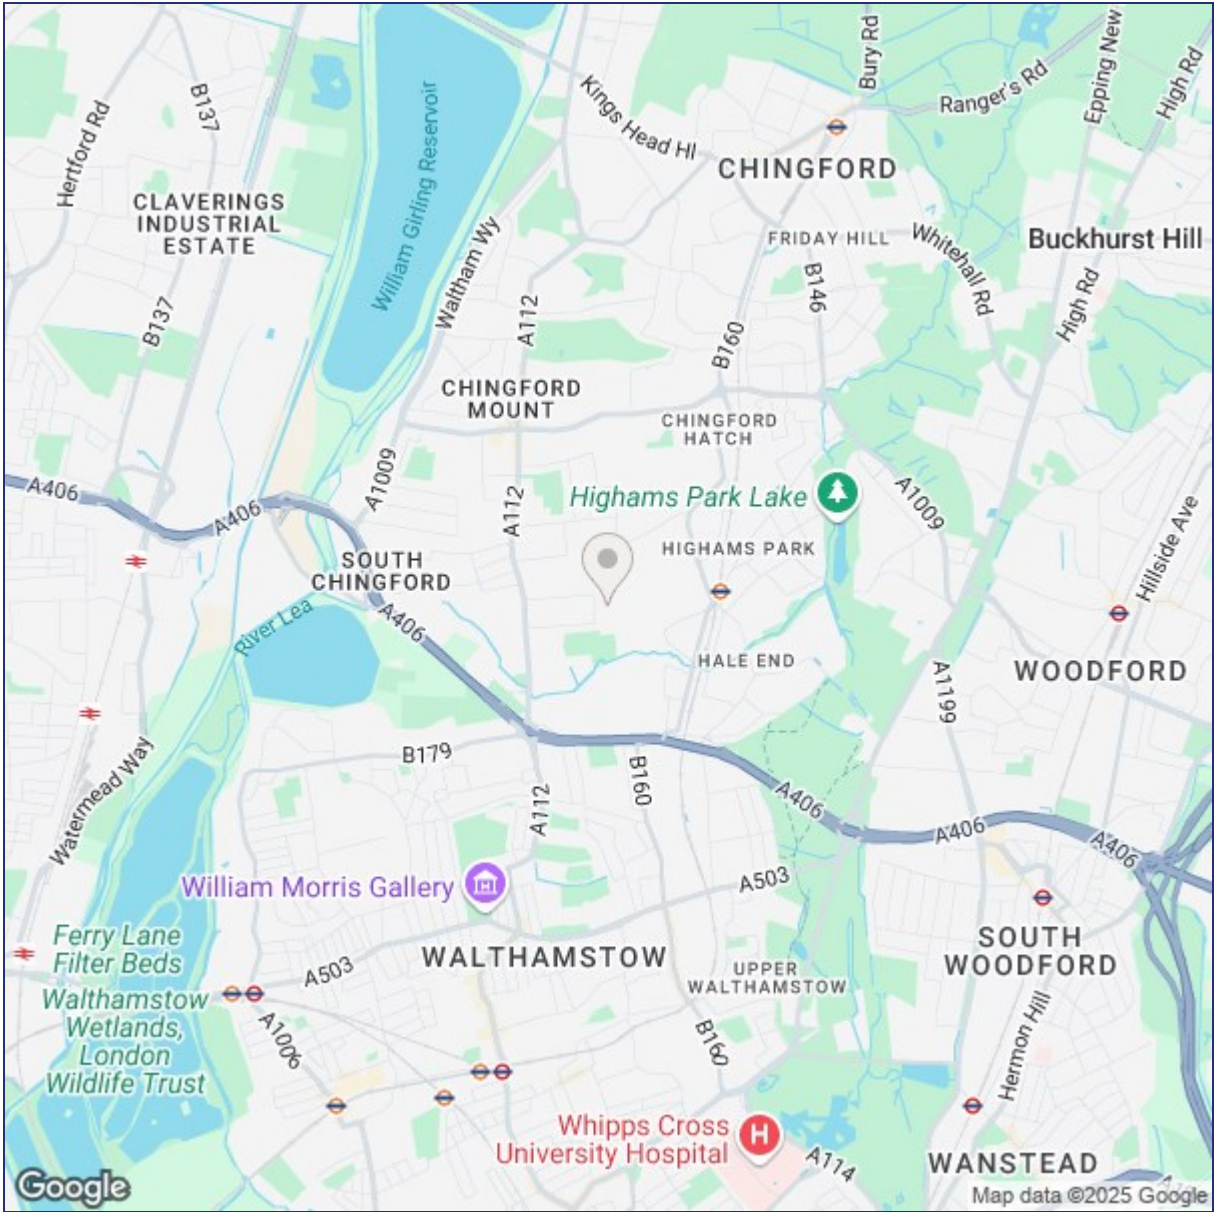 Bury Rd
Epping New
High Rd
B137
Ranger's Rd
Hertford Rd
Kings Head Hl
CHINGFORD
William Girling Reservoir
CLAVERINGS
INDUSTRIAL
ESTATE
Waltham Wy
FRIDAY HILL
Whitehall Rd
Buckhurst Hill
B146
High Rd
A112
B137
B160
CHINGFORD
MOUNT
CHINGFORD
HATCH
A1009
A406
A112
Highams Park Lake
A1009
A406
Hillside Ave
SOUTH
CHINGFORD
HIGHAMS PARK
River Lea
A406
HALE END
WOODFORD
A1199
Watermead Way
B179
B160
A112
A406
A406
A406
William Morris Gallery
A503
Ferry Lane
Filter Beds
WALTHAMSTOW
SOUTH
WOODFORD
A503
UPPER
WALTHAMSTOW
Walthamstow
Wetlands,
London
Wildlife Trust
A1006
B160
Hermon Hill
Whipps Cross
University Hospital
H
A114
WANSTEAD
Google
Map data ©2025 Google